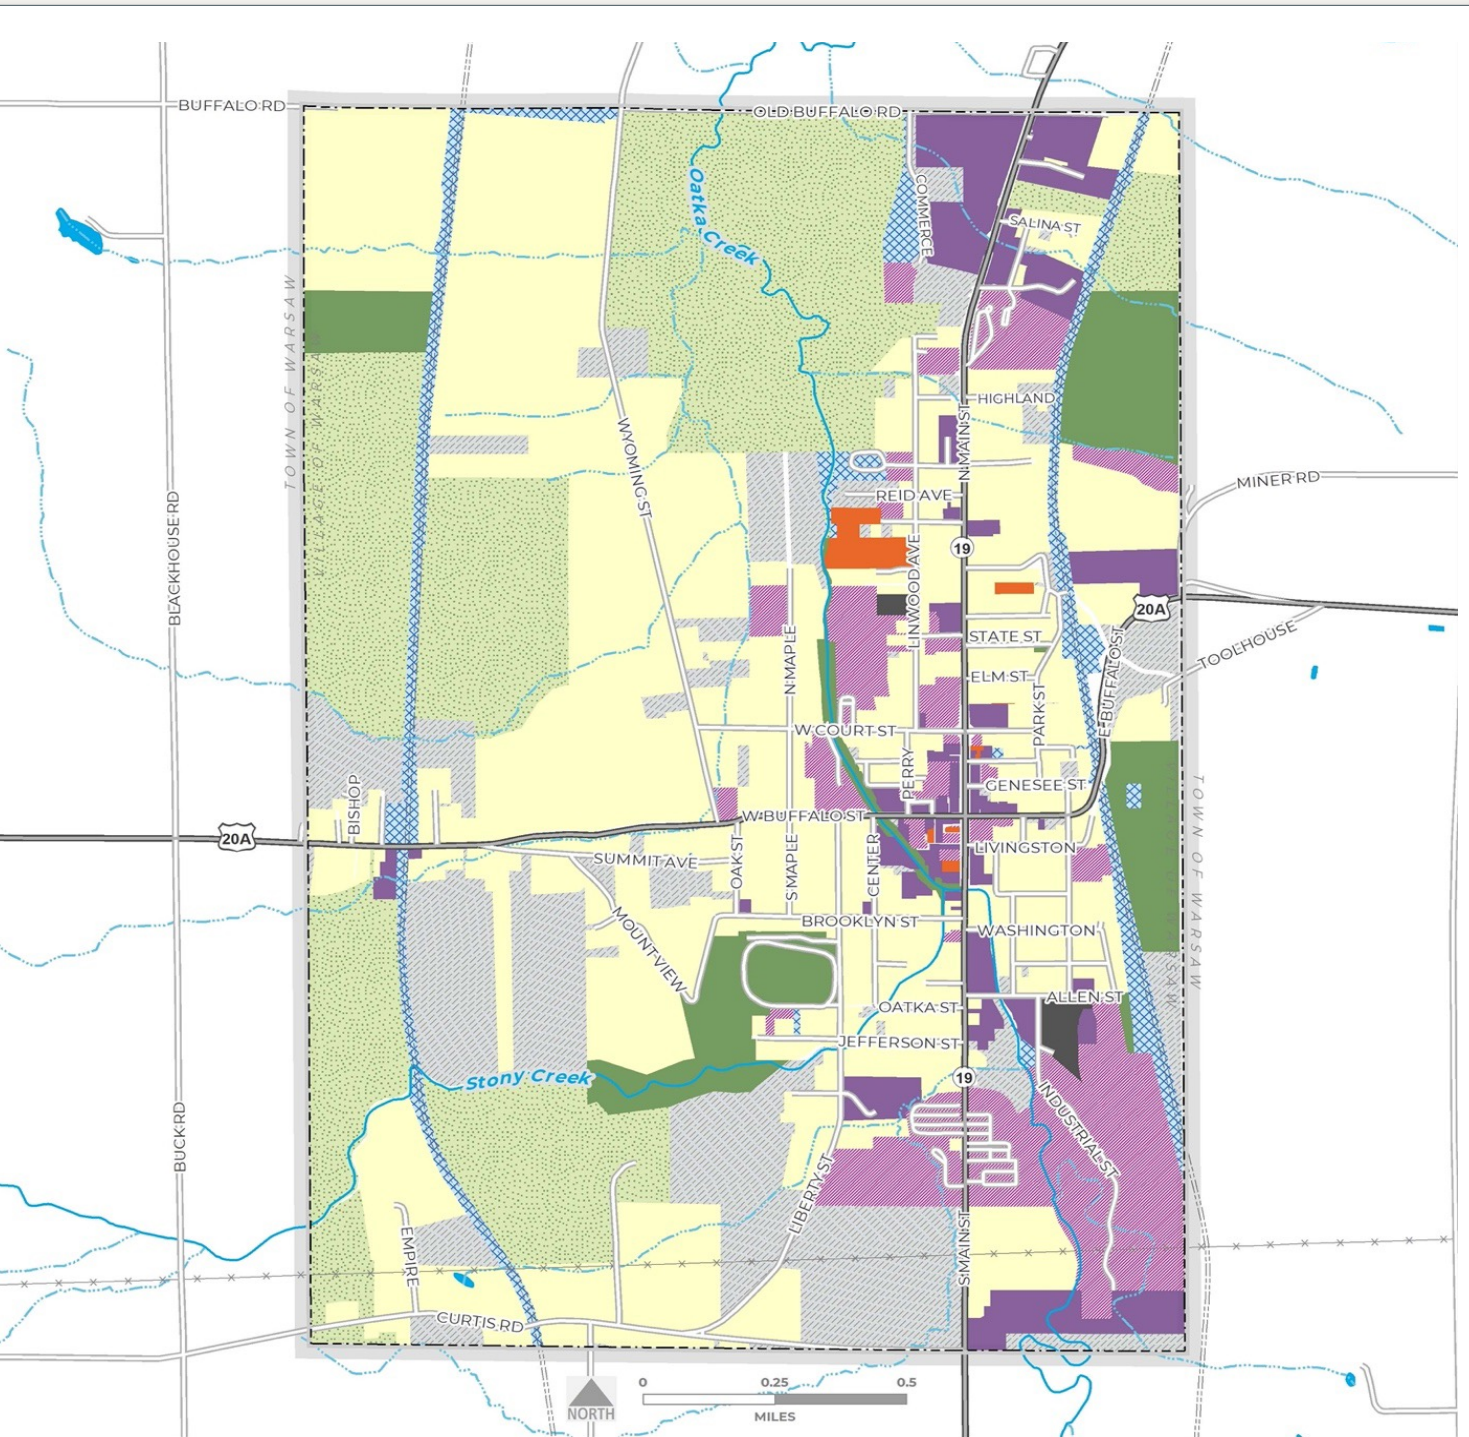 BUFFALO RD
OLD BUFFALO RD
Oatka Creek
COMMERCE
SALINA ST
TOWN OF WARSAW
VILLAGE OF WARSAW
HIGHLAND
N MAIN ST
WYOMING ST
MINER RD
REID AVE
BLACKHOUSE RD
19
LINWOOD AVE
20A
STATE ST
TOOLHOUSE
N MAPLE
ELM ST
E BUFFALO ST
PARK ST
W COURT ST
PERRY
GENESEE ST
BISHOP
TOWN OF WARSAW
W BUFFALO ST
20A
LIVINGSTON
SUMMIT AVE
OAK ST
S MAPLE
CENTER
BROOKLYN ST
WASHINGTON
MOUNT VIEW
ALLEN ST
OATKA ST
JEFFERSON ST
Stony Creek
19
INDUSTRIAL ST
BUCK RD
LIBERTY ST
EMPIRE
S MAIN ST
CURTIS RD
0 0.25 0.5
MILES
NORTH